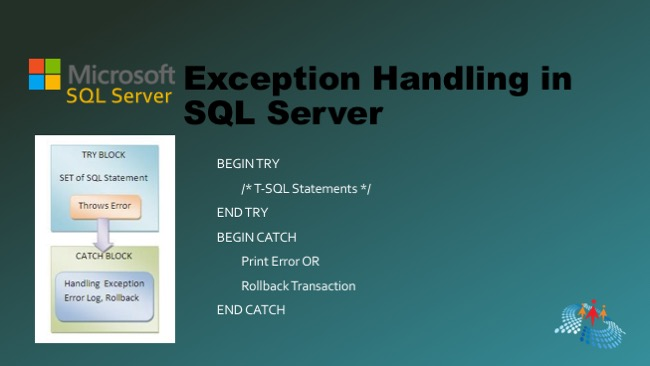 Microsoft
SQL Server
Exception Handling in
SQL Server
TRY BLOCK
SET of SQL Statement
Throws Error
CATCH BLOCK
Handling Exception
Error Log, Rollback
BEGIN TRY
/* T-SQL Statements */
END TRY
BEGIN CATCH
Print Error OR
Rollback Transaction
END CATCH